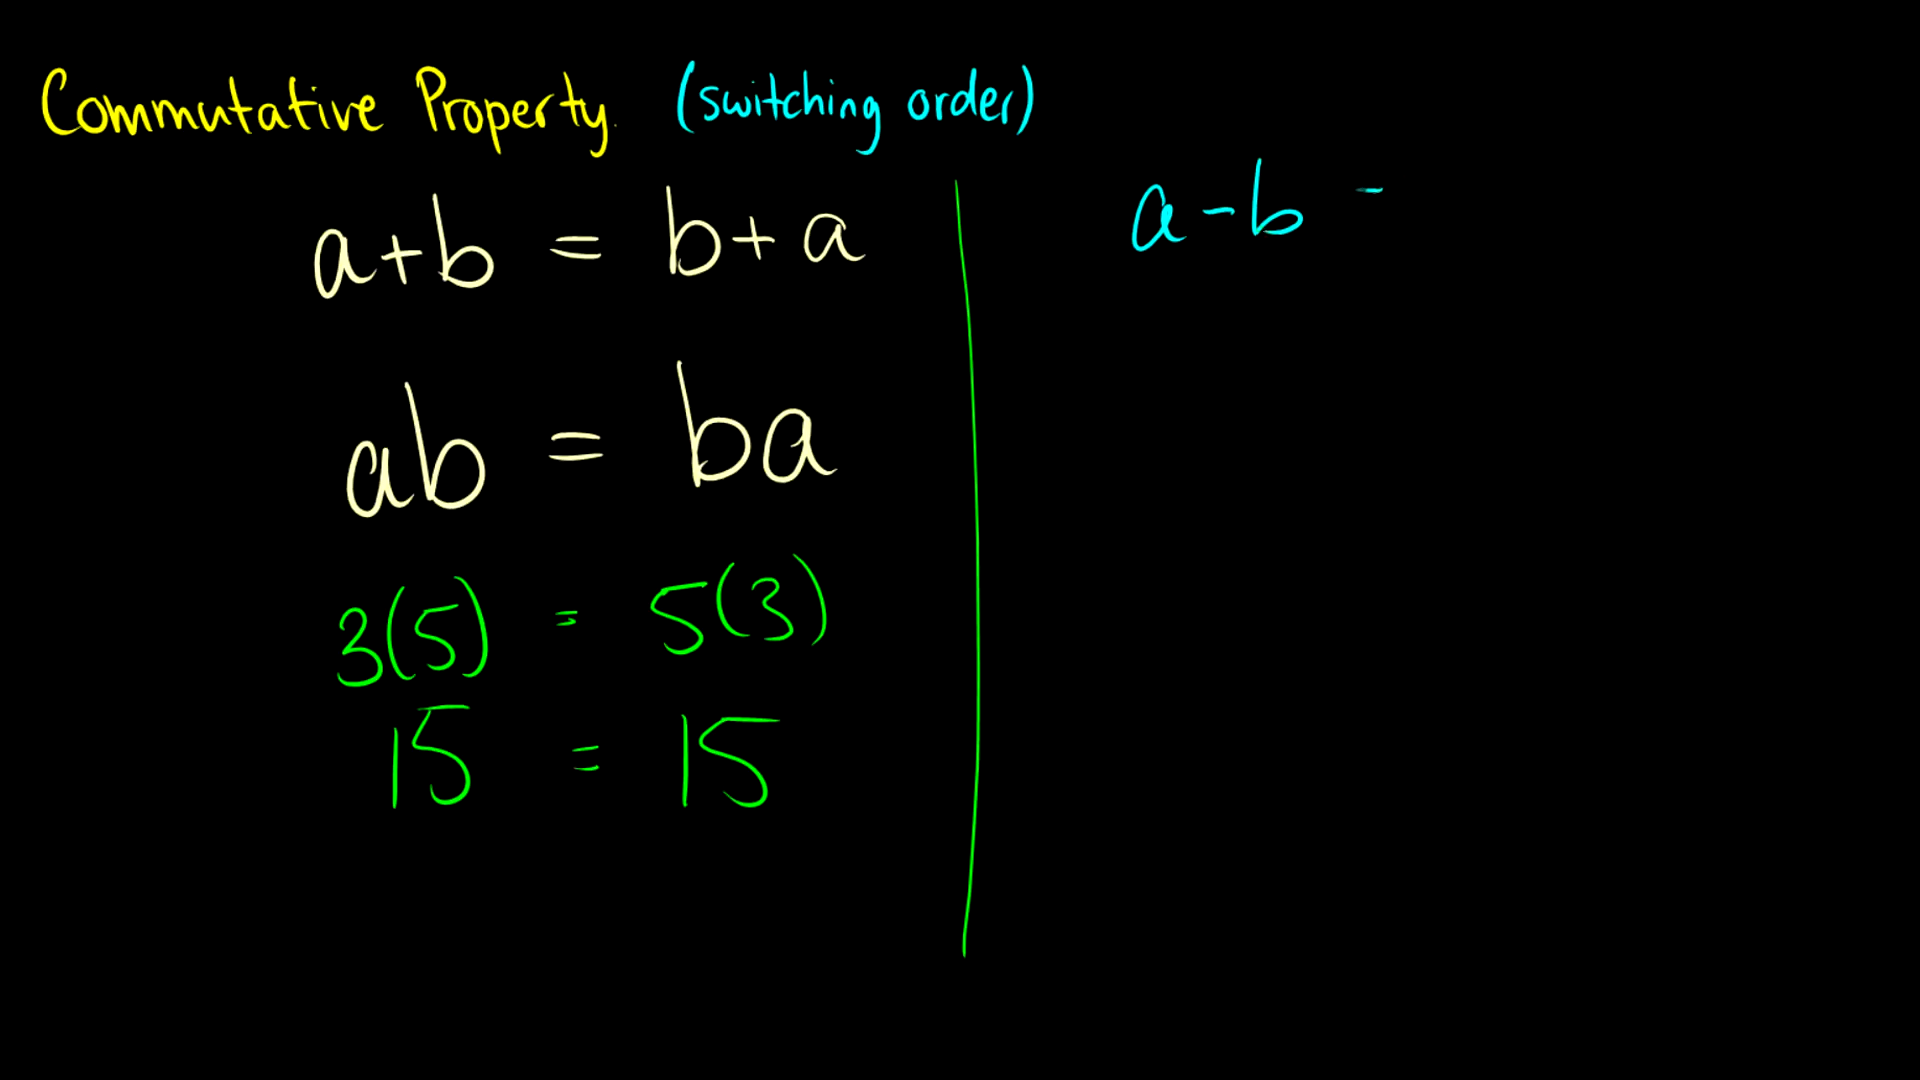 Commutative Property. (switching order)
a+b = b+a
ab = ba
3(5) = 5(3)
15 = 15
a-b -